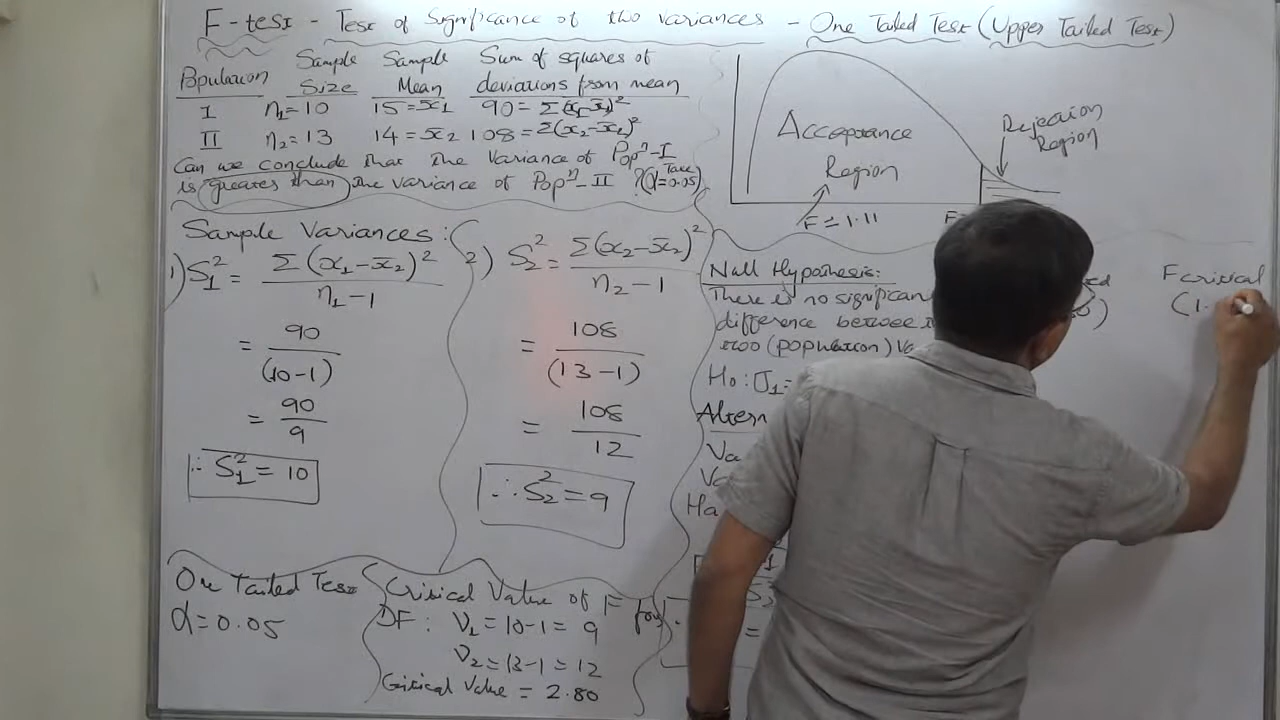 F-test - Test of Significance of two variances - One Tailed Test (Upper Tailed Test)
Population Sample Size Sample Mean Sum of squares of deviations from mean
I n₁=10 15=x̄₁ 90=Σ(x₁-x̄₁)²
II n₂=13 14=x̄₂ 108=Σ(x₂-x̄₂)²
Can we conclude that the variance of Popⁿ-I
is greater than the variance of Popⁿ-II ? (Take α=0.05)
Acceptance
Region
Rejection
Region
F=1.11
F=
Sample Variances:
1) S₁² = Σ(x₁-x̄₂)² / n₁-1
= 90 / (10-1)
= 90 / 9
∴ S₁² = 10
2) S₂² = Σ(x₂-x̄₂)² / n₂-1
= 108 / (13-1)
= 108 / 12
∴ S₂² = 9
One Tailed Test
α=0.05
Critical Value of F for
DF: V₁ = 10-1 = 9
V₂ = 13-1 = 12
Critical Value = 2.80
Null Hypothesis:
There is no
difference
two (population)
H₀: σ₁=
Ha
F critical
(1.